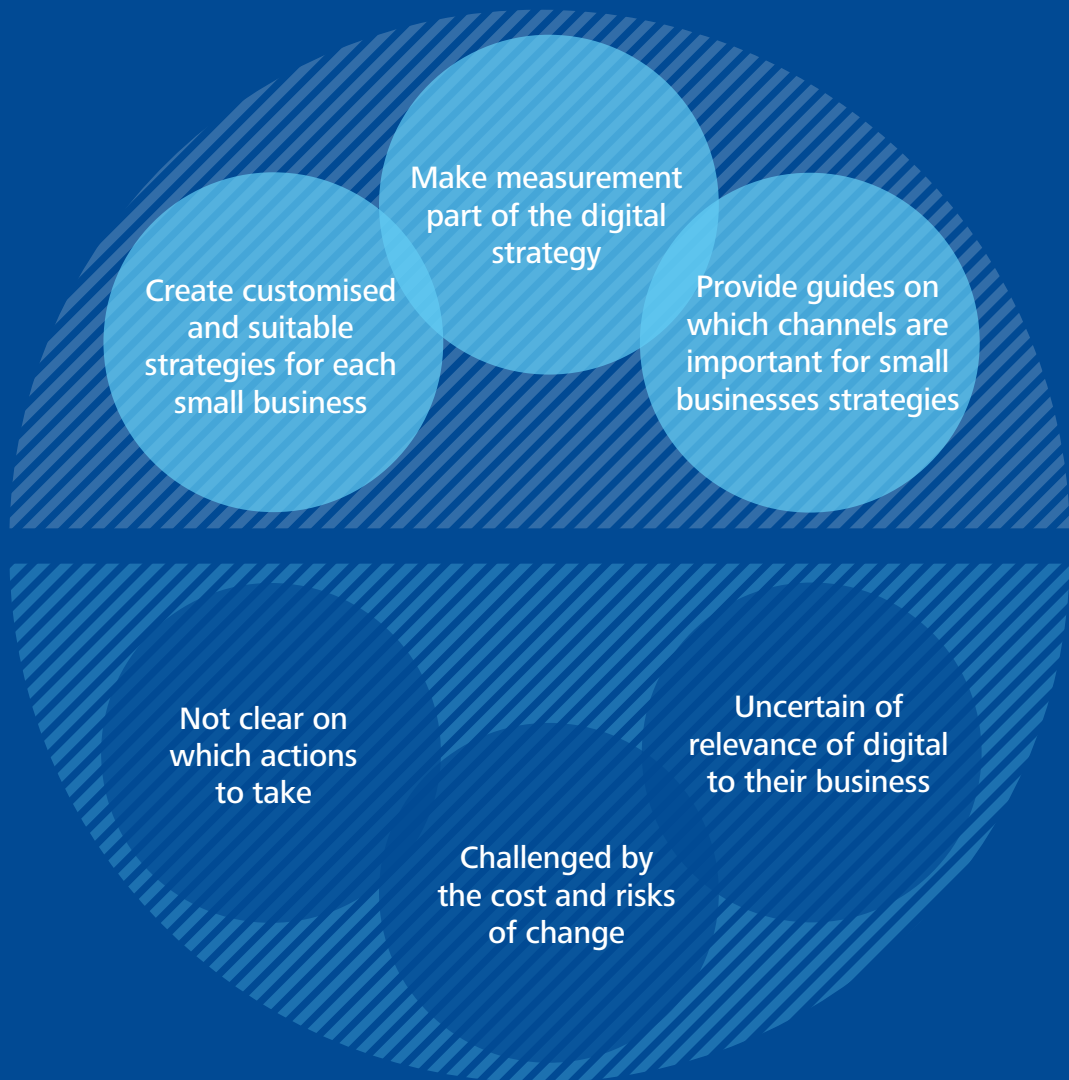 Make measurement
part of the digital
strategy
Create customised
and suitable
strategies for each
small business
Provide guides on
which channels are
important for small
businesses strategies
Not clear on
which actions
to take
Uncertain of
relevance of digital
to their business
Challenged by
the cost and risks
of change